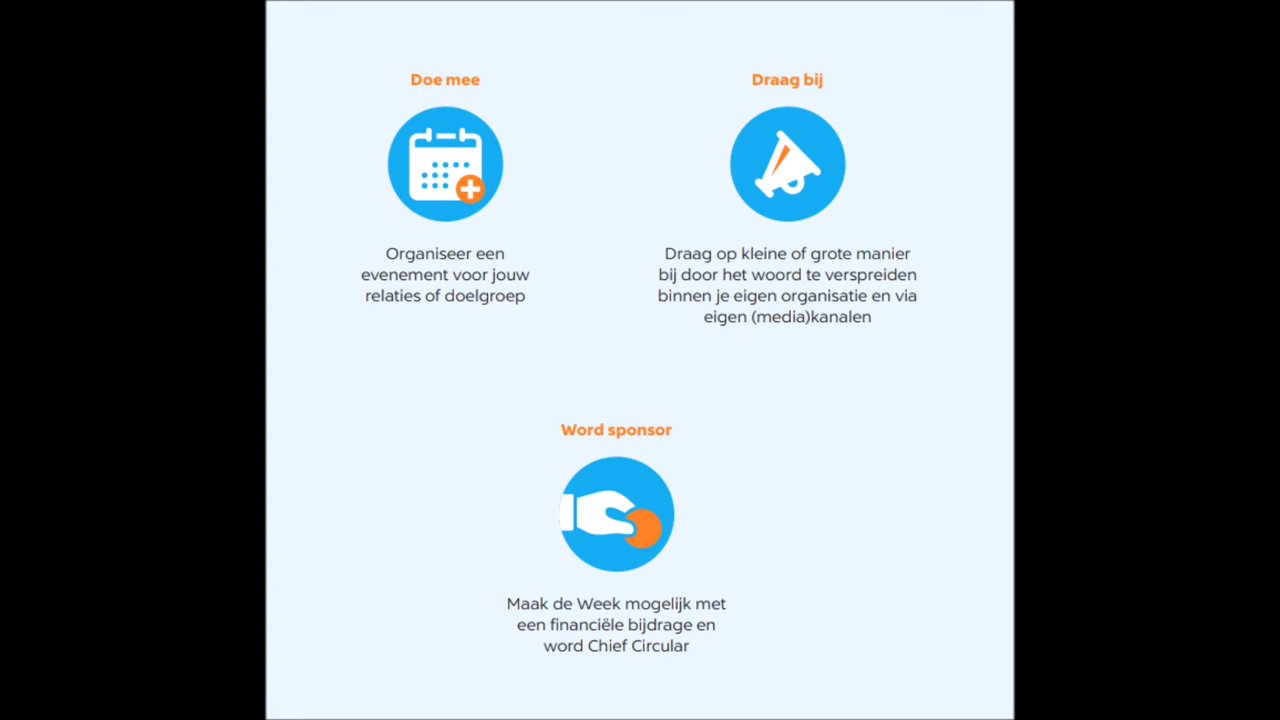 Doe mee
Organiseer een
evenement voor jouw
relaties of doelgroep
Draag bij
Draag op kleine of grote manier
bij door het woord te verspreiden
binnen je eigen organisatie en via
eigen (media)kanalen
Word sponsor
Maak de Week mogelijk met
een financiële bijdrage en
word Chief Circular